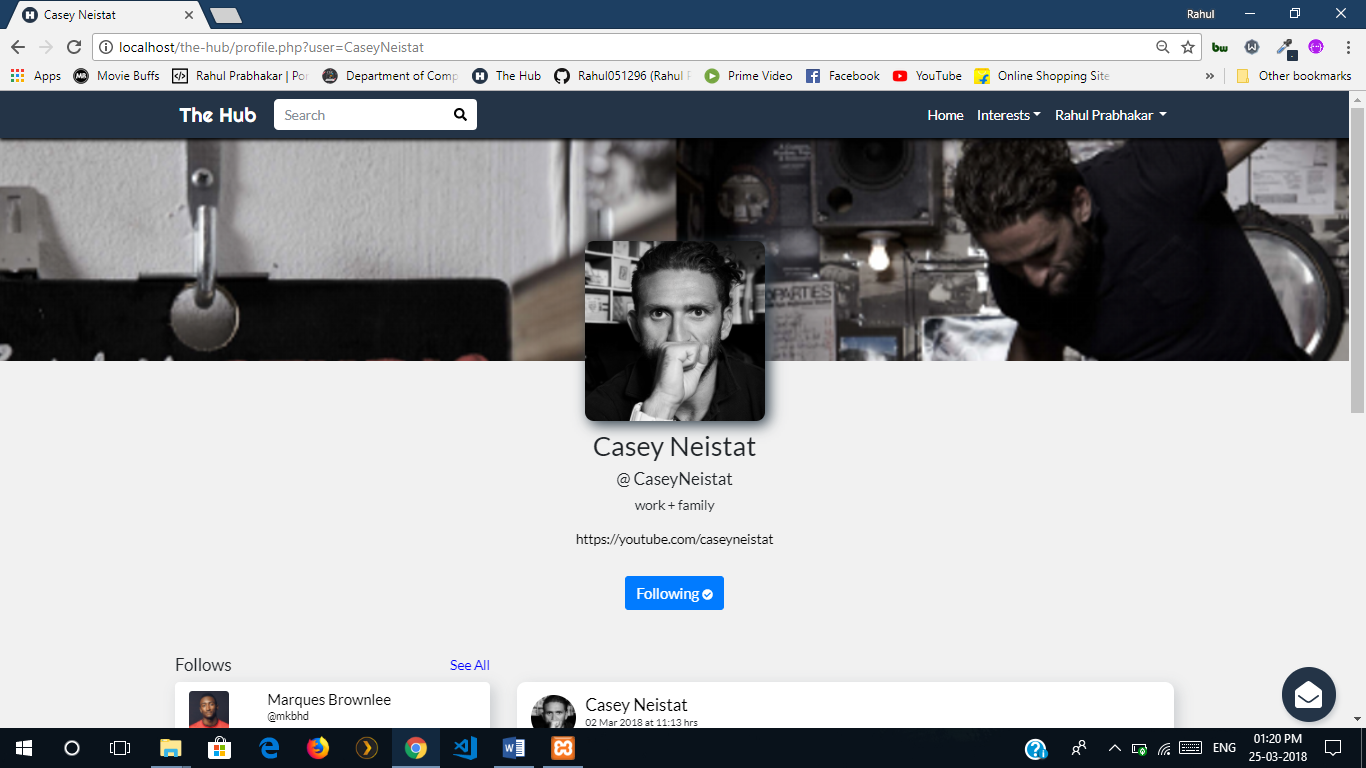 Casey Neistat
Rahul
localhost/the-hub/profile.php?user=CaseyNeistat
Apps
Movie Buffs
Rahul Prabhakar | Por
Department of Comp
The Hub
Rahul051296 (Rahul P
Prime Video
Facebook
YouTube
Online Shopping Site
Other bookmarks
The Hub
Search
Home
Interests
Rahul Prabhakar
Casey Neistat
@ CaseyNeistat
work + family
https://youtube.com/caseyneistat
Following
Follows
See All
Marques Brownlee
@mkbhd
Casey Neistat
02 Mar 2018 at 11:13 hrs
ENG
01:20 PM
25-03-2018